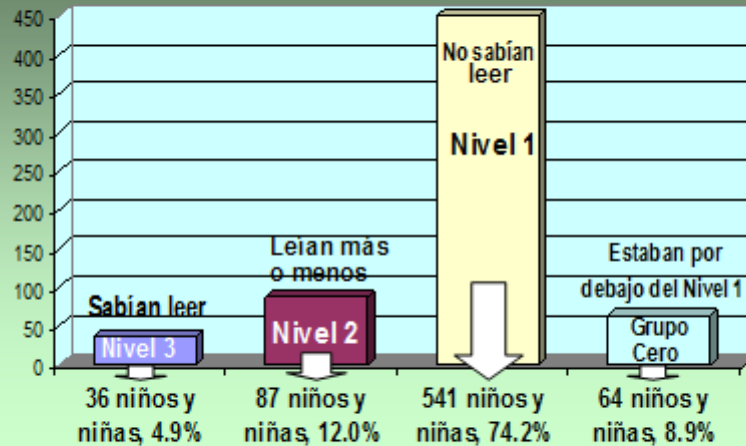 450
400
350
300
250
200
150
100
50
0
Sabían leer
Nivel 3
Leían más
o menos
Nivel 2
No sabían
leer
Nivel 1
Estaban por
debajo del Nivel 1
Grupo
Cero
36 niños y
niñas, 4.9%
87 niños y
niñas, 12.0%
541 niños y
niñas, 74.2%
64 niños y
niñas, 8.9%